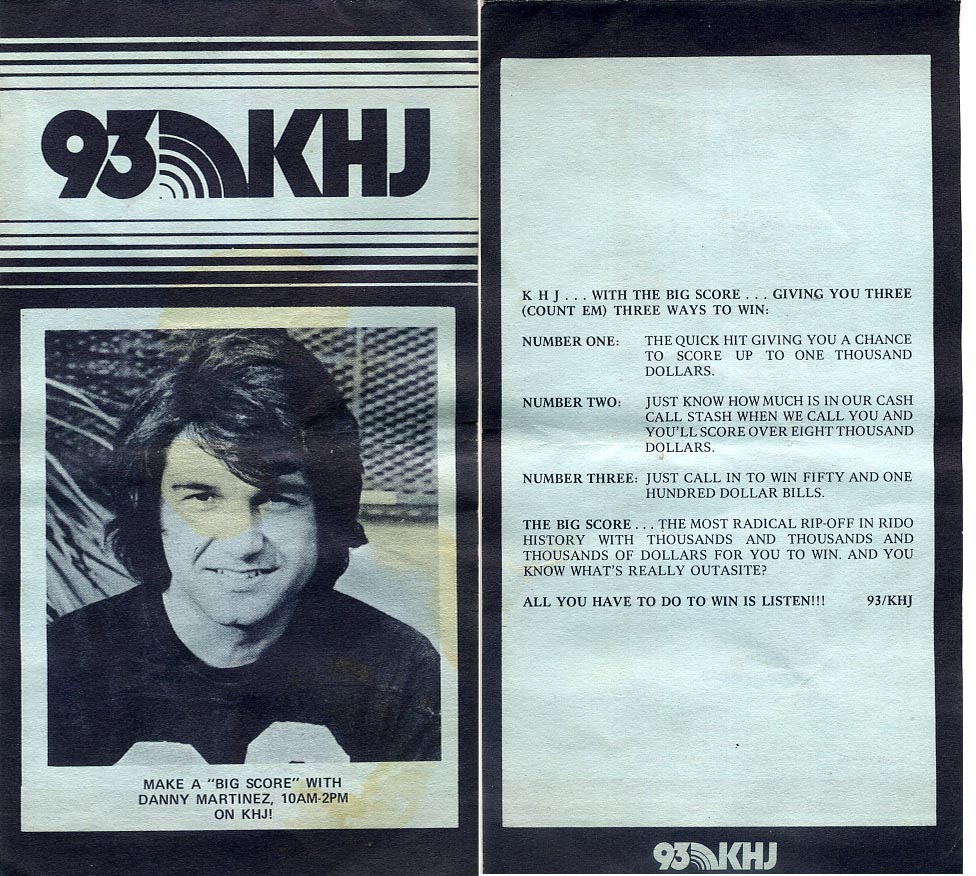 93 KHJ
MAKE A "BIG SCORE" WITH
DANNY MARTINEZ, 10AM-2PM
ON KHJ!
K H J . . . WITH THE BIG SCORE . . . GIVING YOU THREE
(COUNT EM) THREE WAYS TO WIN:
NUMBER ONE: THE QUICK HIT GIVING YOU A CHANCE
TO SCORE UP TO ONE THOUSAND
DOLLARS.
NUMBER TWO: JUST KNOW HOW MUCH IS IN OUR CASH
CALL STASH WHEN WE CALL YOU AND
YOU'LL SCORE OVER EIGHT THOUSAND
DOLLARS.
NUMBER THREE: JUST CALL IN TO WIN FIFTY AND ONE
HUNDRED DOLLAR BILLS.
THE BIG SCORE . . . THE MOST RADICAL RIP-OFF IN RIDO
HISTORY WITH THOUSANDS AND THOUSANDS AND
THOUSANDS OF DOLLARS FOR YOU TO WIN. AND YOU
KNOW WHAT'S REALLY OUTASITE?
ALL YOU HAVE TO DO TO WIN IS LISTEN!!! 93/KHJ
93 KHJ